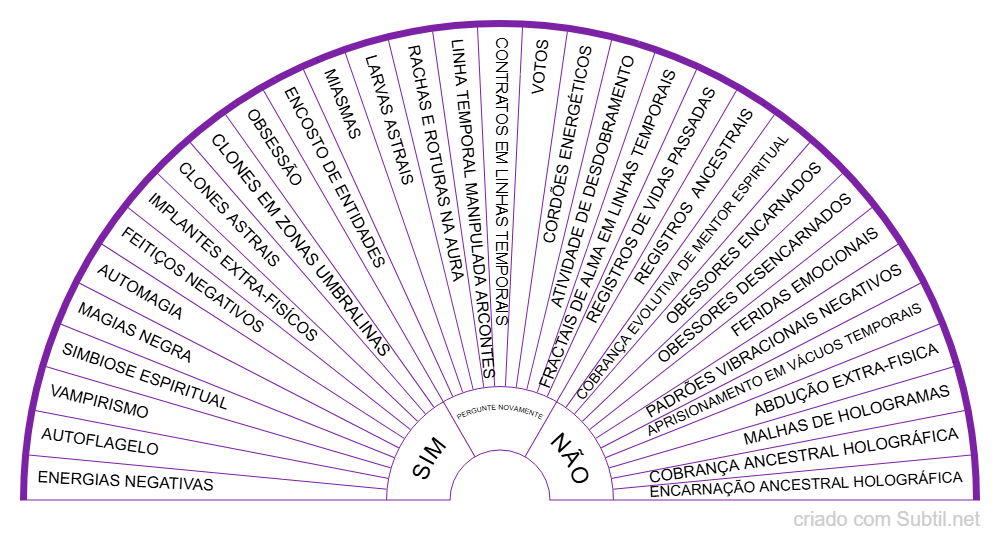 ENERGIAS NEGATIVAS
AUTOFLAGELO
VAMPIRISMO
SIMBIOSE ESPIRITUAL
MAGIAS NEGRA
AUTOMAGIA
FEITIÇOS NEGATIVOS
IMPLANTES EXTRA-FISÍCOS
CLONES ASTRAIS
CLONES EM ZONAS UMBRALINAS
OBSESSÃO
ENCOSTO DE ENTIDADES
MIASMAS
LARVAS ASTRAIS
RACHAS E ROTURAS NA AURA
LINHA TEMPORAL MANIPULADA ARCONTES
CONTRATOS EM LINHAS TEMPORAIS
VOTOS
CORDÕES ENERGÉTICOS
ATIVIDADE DE DESDOBRAMENTO
FRACTAIS DE ALMA EM LINHAS TEMPORAIS
REGISTROS DE VIDAS PASSADAS
REGISTROS ANCESTRAIS
COBRANÇA EVOLUTIVA DE MENTOR ESPIRITUAL
OBSESSORES ENCARNADOS
OBESSORES DESENCARNADOS
FERIDAS EMOCIONAIS
PADRÕES VIBRACIONAIS NEGATIVOS
APRISIONAMENTO EM VÁCUOS TEMPORAIS
ABDUÇÃO EXTRA-FISICA
MALHAS DE HOLOGRAMAS
COBRANÇA ANCESTRAL HOLOGRÁFICA
ENCARNAÇÃO ANCESTRAL HOLOGRÁFICA
SIM
PERGUNTE NOVAMENTE
NÃO
criado com Subtil.net